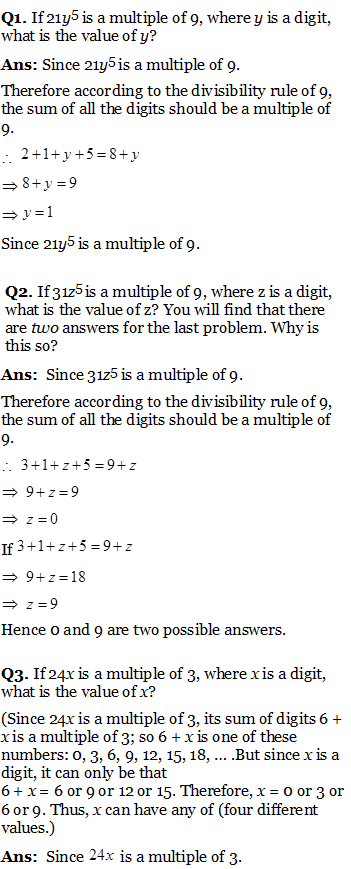 Q1. If 21y5 is a multiple of 9, where y is a digit,
what is the value of y?
Ans: Since 21y5 is a multiple of 9.
Therefore according to the divisibility rule of 9,
the sum of all the digits should be a multiple of
9.
∴ 2+1+y+5=8+y
⇒ 8+y=9
⇒ y=1
Since 21y5 is a multiple of 9.
Q2. If 31z5 is a multiple of 9, where z is a digit,
what is the value of z? You will find that there
are two answers for the last problem. Why is
this so?
Ans: Since 31z5 is a multiple of 9.
Therefore according to the divisibility rule of 9,
the sum of all the digits should be a multiple of
9.
∴ 3+1+z+5=9+z
⇒ 9+z=9
⇒ z=0
If 3+1+z+5=9+z
⇒ 9+z=18
⇒ z=9
Hence 0 and 9 are two possible answers.
Q3. If 24x is a multiple of 3, where x is a digit,
what is the value of x?
(Since 24x is a multiple of 3, its sum of digits 6 +
x is a multiple of 3; so 6 + x is one of these
numbers: 0, 3, 6, 9, 12, 15, 18, ... .But since x is a
digit, it can only be that
6 + x = 6 or 9 or 12 or 15. Therefore, x = 0 or 3 or
6 or 9. Thus, x can have any of (four different
values.)
Ans: Since 24x is a multiple of 3.